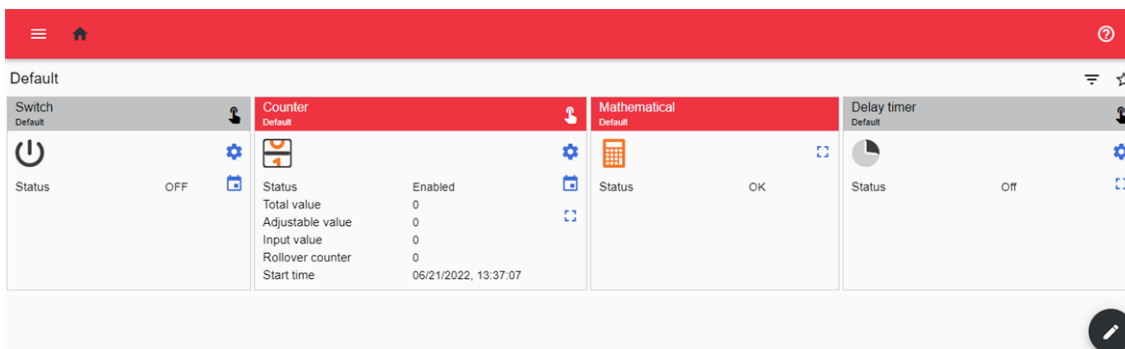 Default
Switch
Default
Status OFF
Counter
Default
Status Enabled
Total value 0
Adjustable value 0
Input value 0
Rollover counter 0
Start time 06/21/2022, 13:37:07
Mathematical
Default
Status OK
Delay timer
Default
Status Off